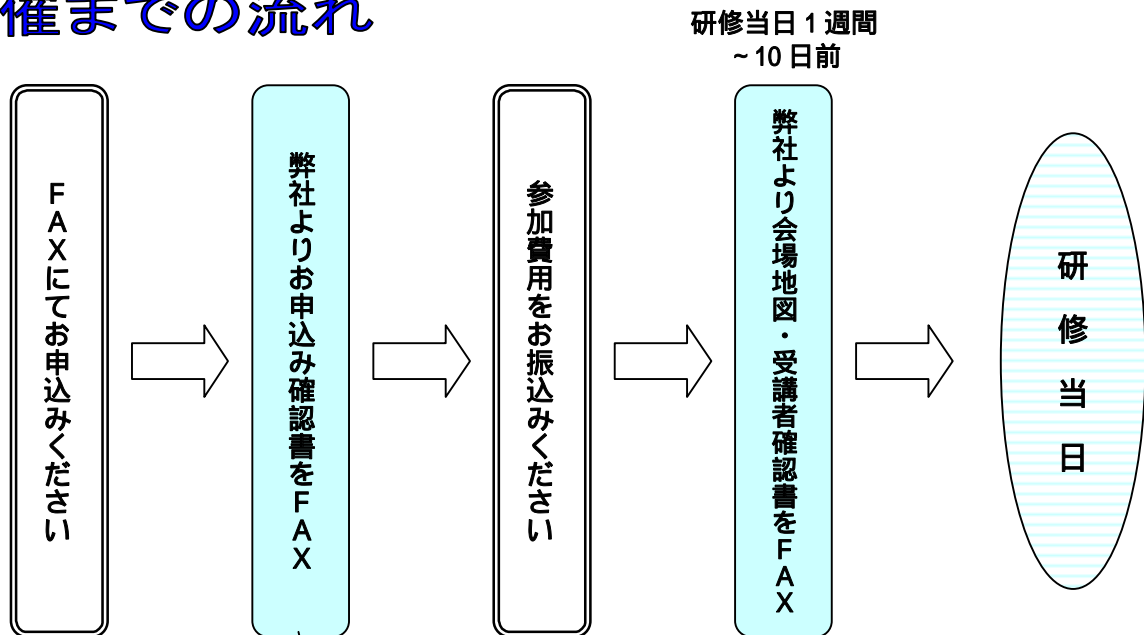 催までの流れ
研修当日1週間
~10日前
FAXにてお申込みください
弊社よりお申込み確認書をFAX
参加費用をお振込みください
弊社より会場地図・受講者確認書をFAX
研修当日